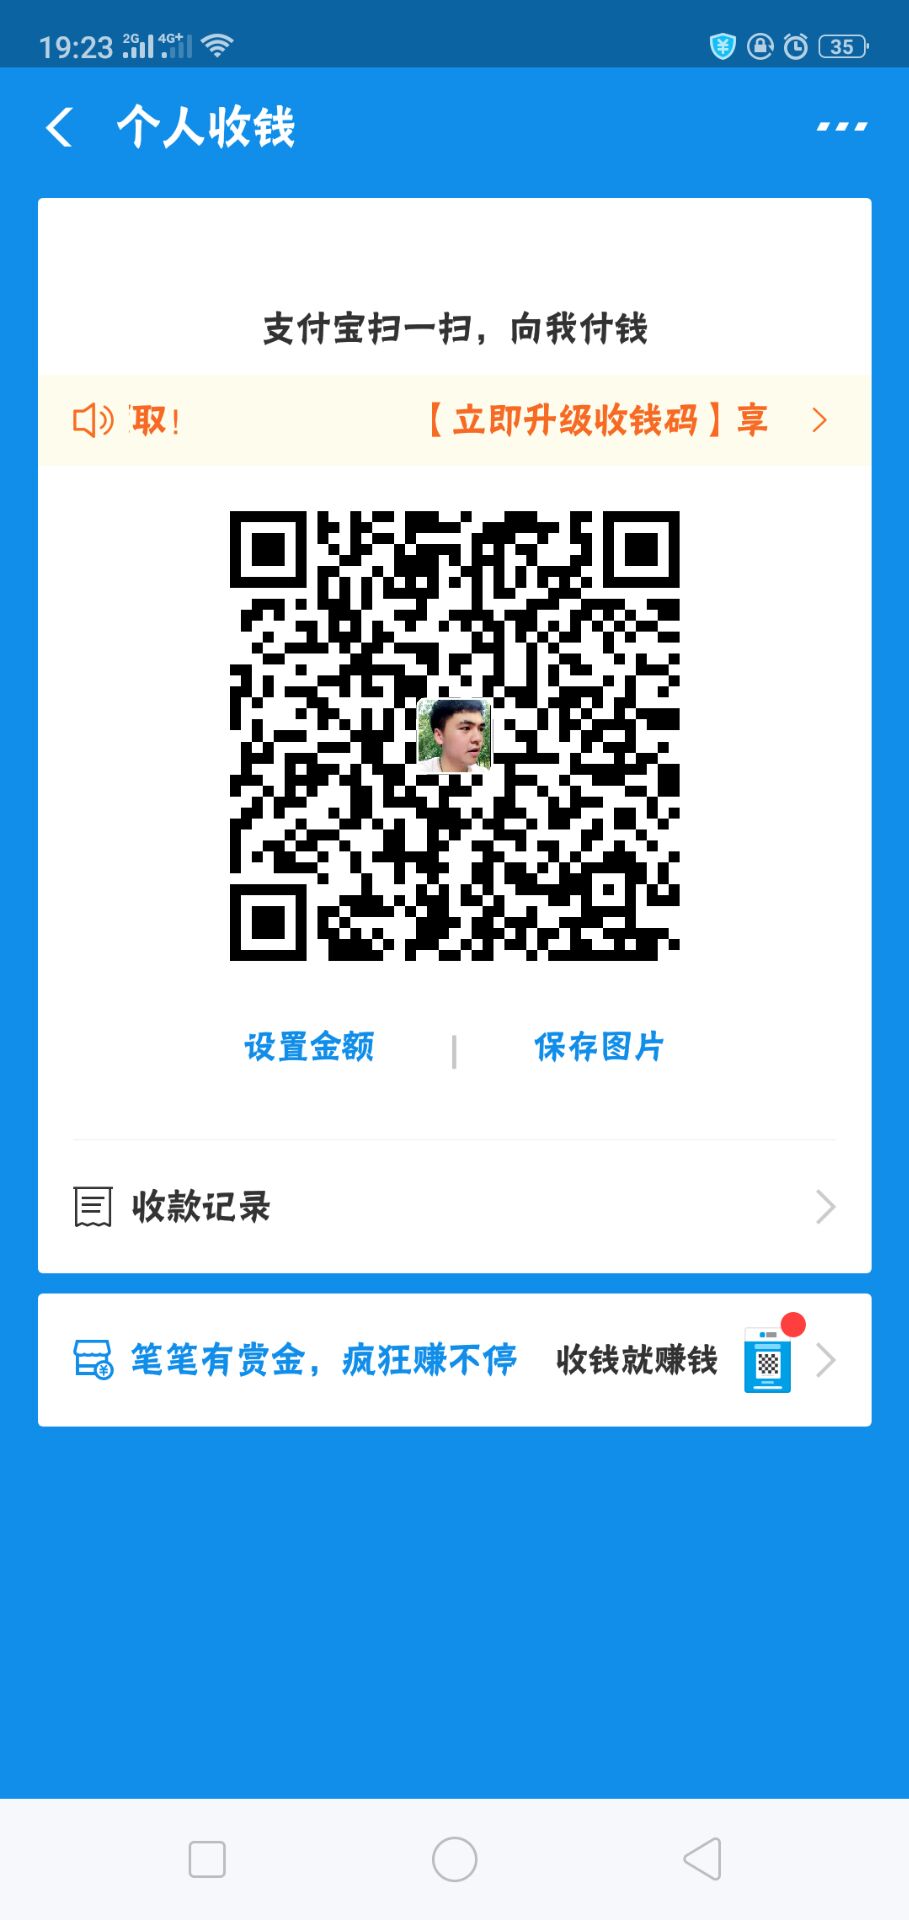 19:23 2G 4G+ 35
个人收钱
支付宝扫一扫，向我付钱
取！ 【立即升级收钱码】享
设置金额 | 保存图片
收款记录
笔笔有赏金，疯狂赚不停 收钱就赚钱